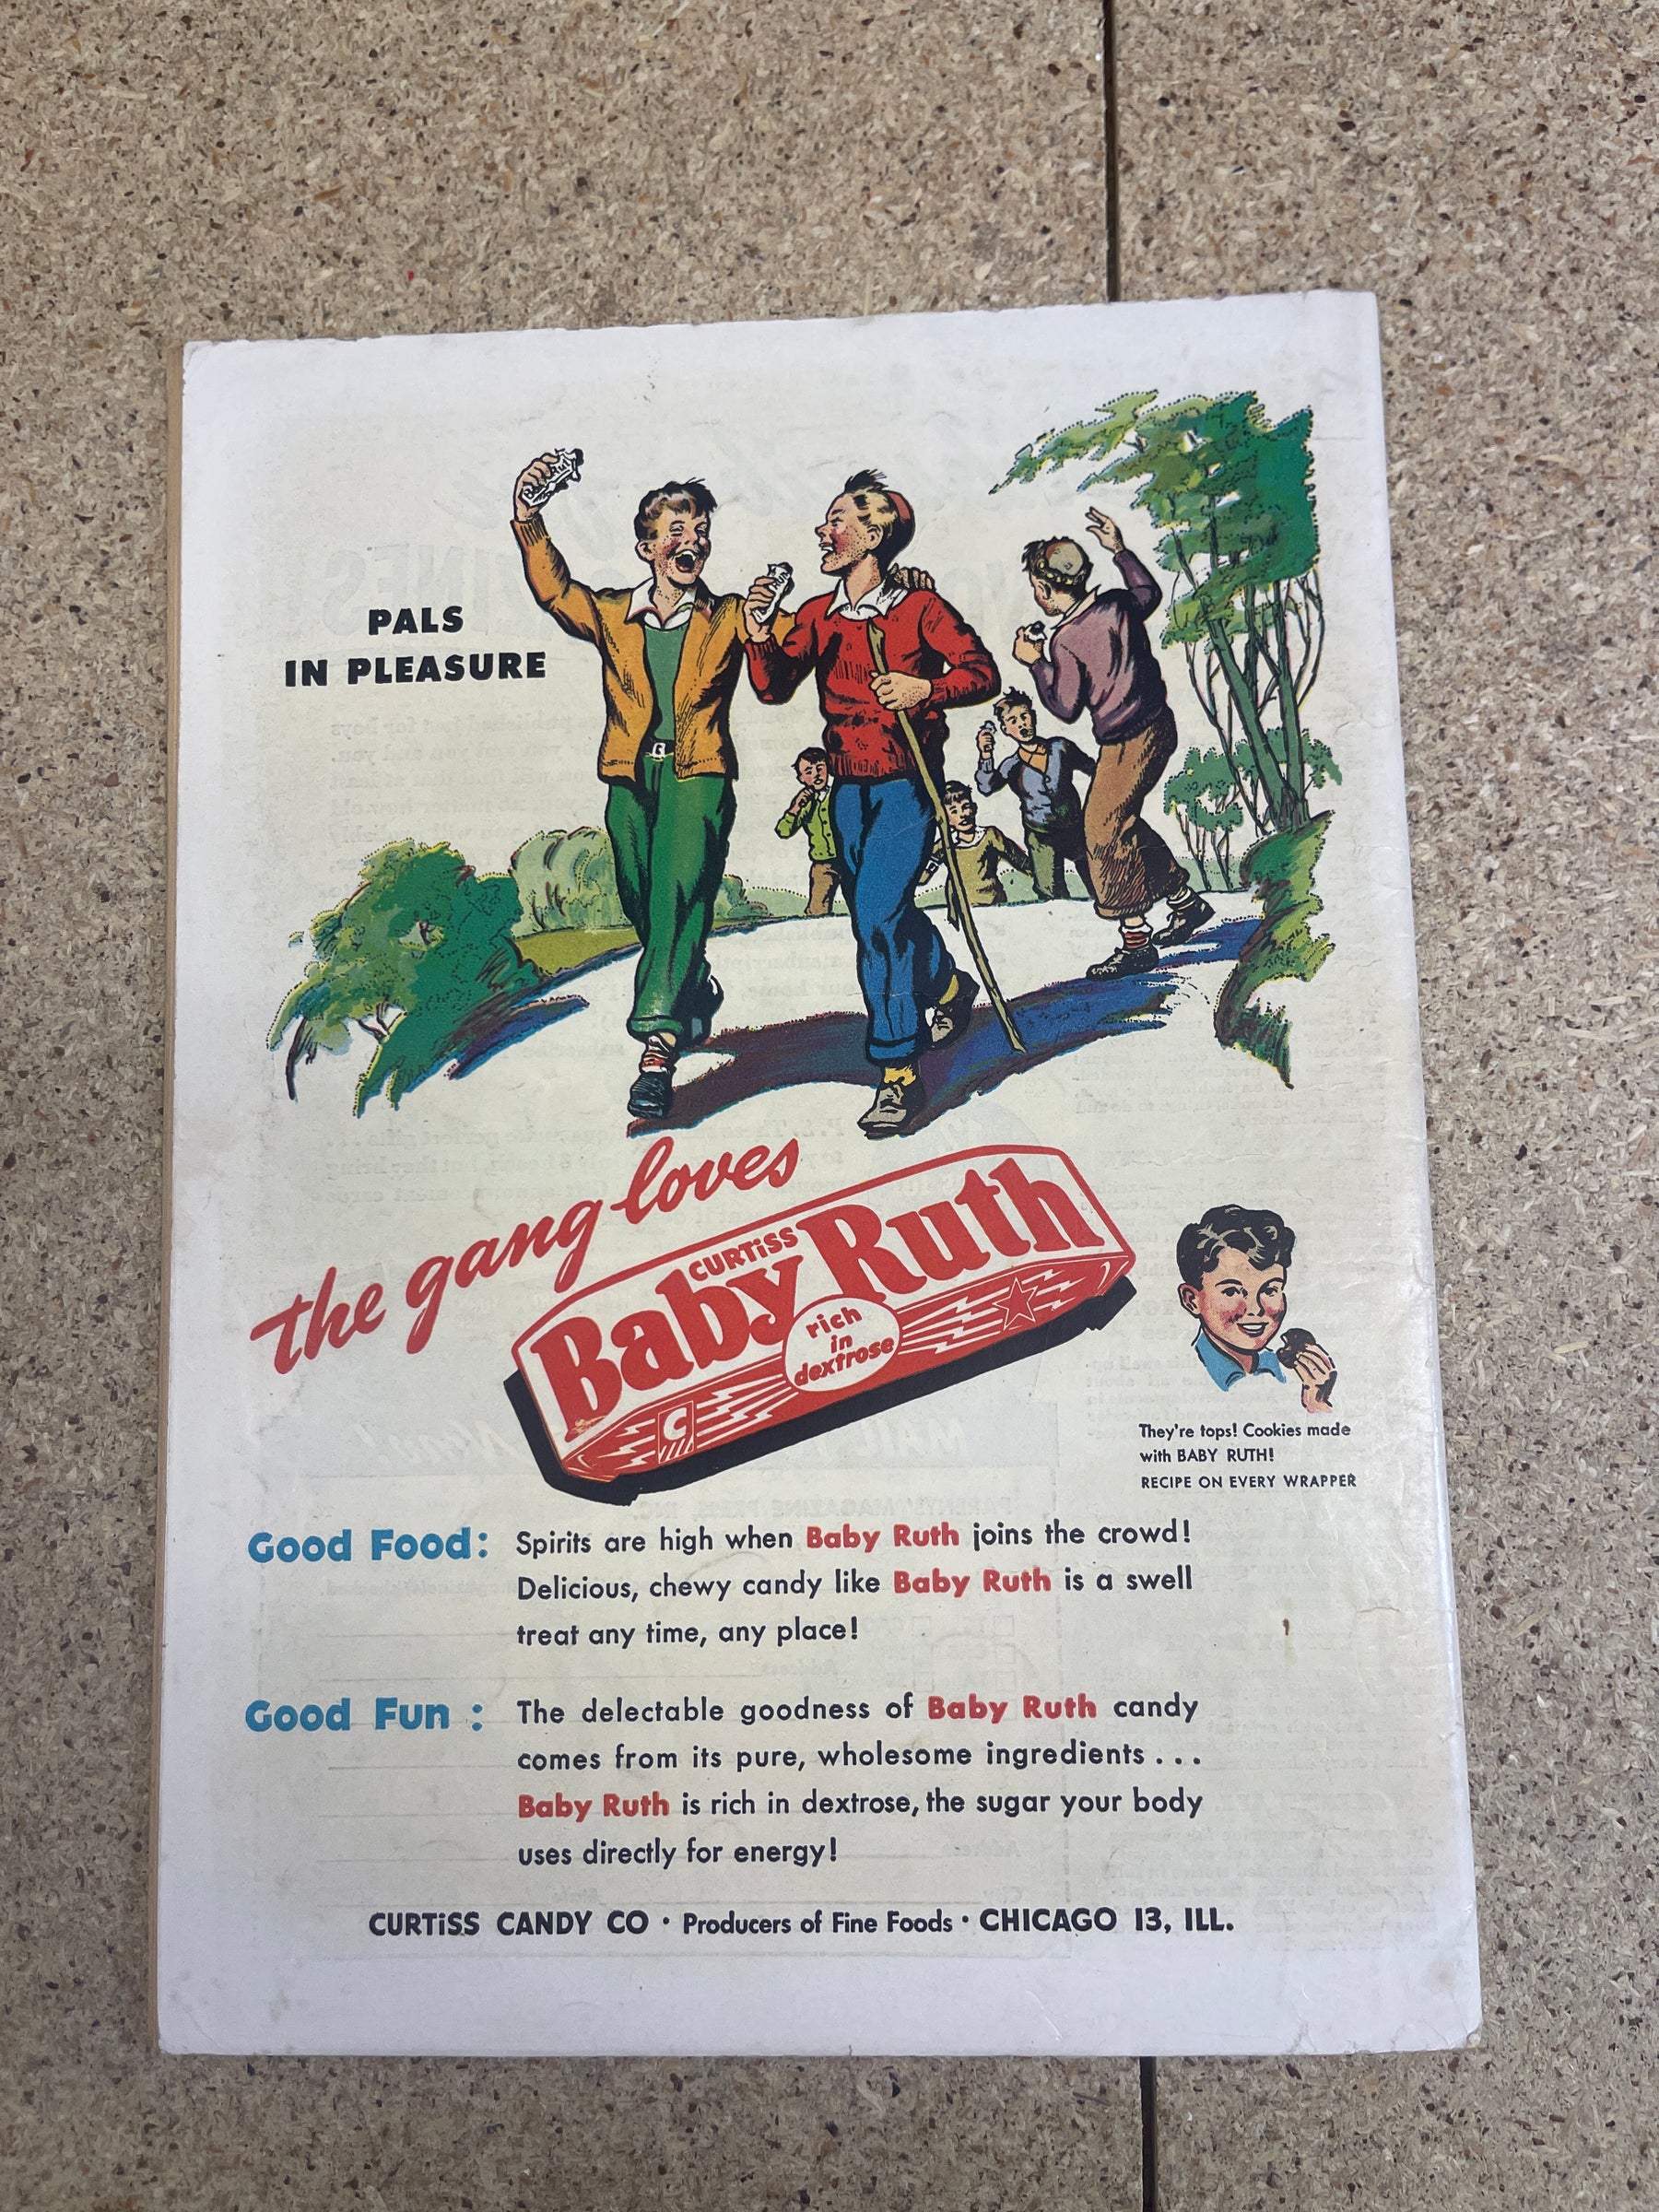 PALS
IN PLEASURE
the gang loves
CURTiSS
Baby Ruth
rich
in
dextrose
C
They're tops! Cookies made
with BABY RUTH!
RECIPE ON EVERY WRAPPER
Good Food: Spirits are high when Baby Ruth joins the crowd!
Delicious, chewy candy like Baby Ruth is a swell
treat any time, any place!
Good Fun : The delectable goodness of Baby Ruth candy
comes from its pure, wholesome ingredients . . .
Baby Ruth is rich in dextrose, the sugar your body
uses directly for energy!
CURTiSS CANDY CO · Producers of Fine Foods · CHICAGO 13, ILL.